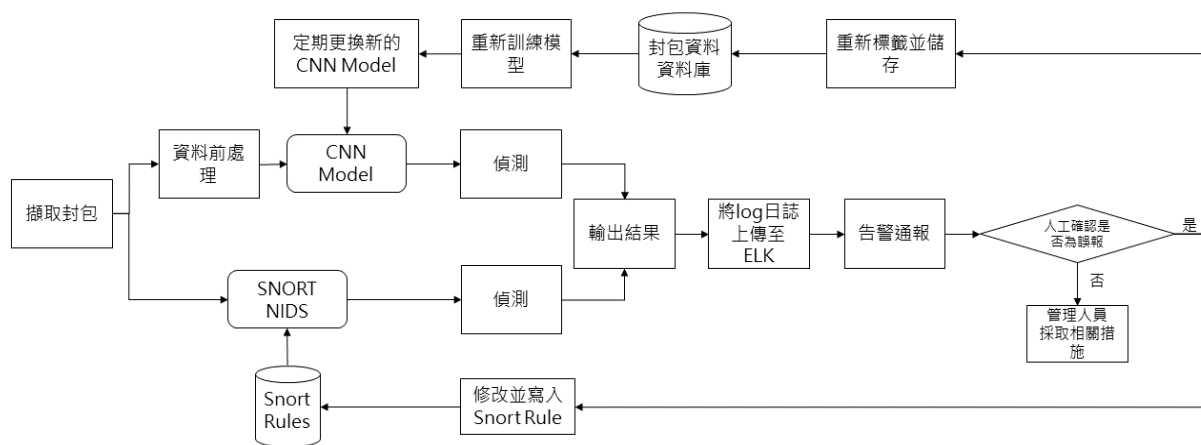 定期更換新的
CNN Model
重新訓練模
型
封包資料
資料庫
重新標籤並儲
存
擷取封包
資料前處
理
CNN
Model
偵測
輸出結果
將log日誌
上傳至
ELK
告警通報
人工確認是
否為誤報
是
否
管理人員
採取相關措
施
SNORT
NIDS
偵測
Snort
Rules
修改並寫入
Snort Rule